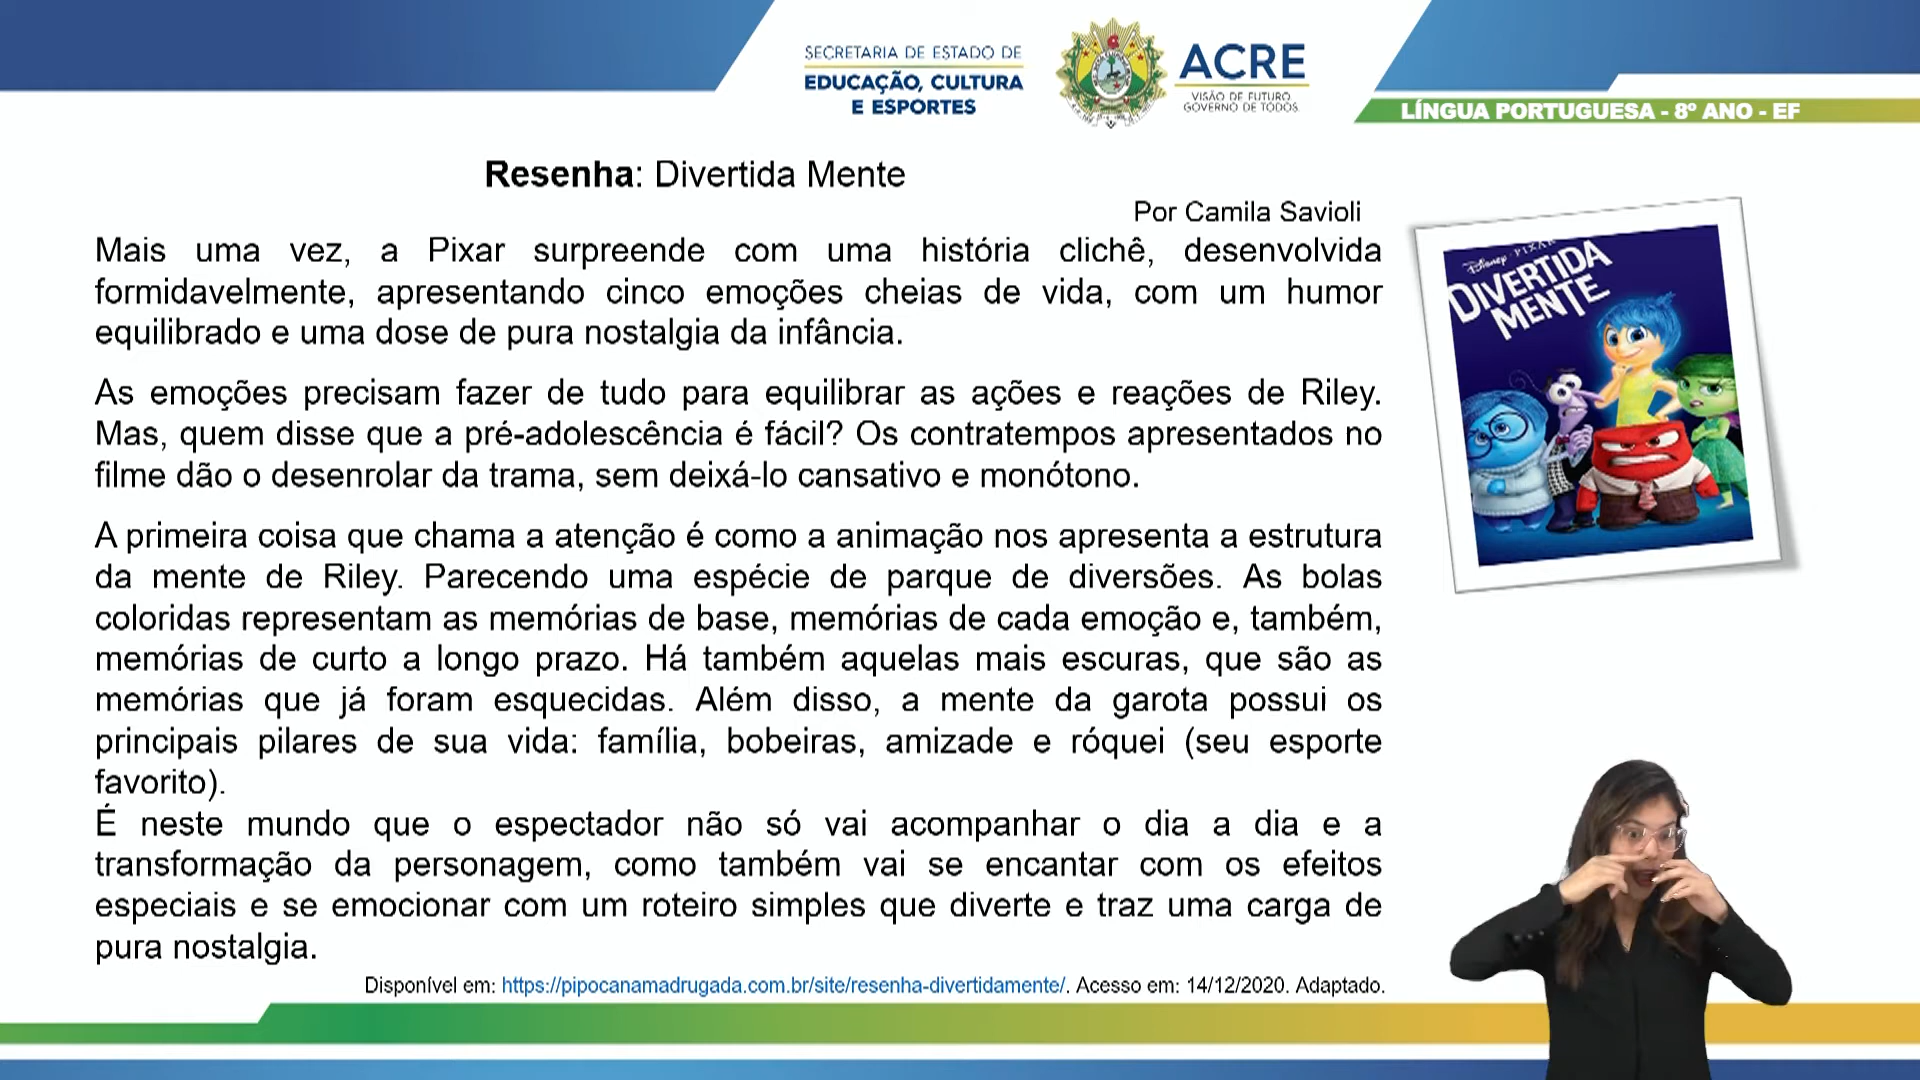 SECRETARIA DE ESTADO DE
EDUCAÇÃO, CULTURA
E ESPORTES
ACRE
VISÃO DE FUTURO.
GOVERNO DE TODOS.
LÍNGUA PORTUGUESA - 8º ANO - EF
Resenha: Divertida Mente
Por Camila Savioli
Mais uma vez, a Pixar surpreende com uma história clichê, desenvolvida
formidavelmente, apresentando cinco emoções cheias de vida, com um humor
equilibrado e uma dose de pura nostalgia da infância.
As emoções precisam fazer de tudo para equilibrar as ações e reações de Riley.
Mas, quem disse que a pré-adolescência é fácil? Os contratempos apresentados no
filme dão o desenrolar da trama, sem deixá-lo cansativo e monótono.
A primeira coisa que chama a atenção é como a animação nos apresenta a estrutura
da mente de Riley. Parecendo uma espécie de parque de diversões. As bolas
coloridas representam as memórias de base, memórias de cada emoção e, também,
memórias de curto a longo prazo. Há também aquelas mais escuras, que são as
memórias que já foram esquecidas. Além disso, a mente da garota possui os
principais pilares de sua vida: família, bobeiras, amizade e róquei (seu esporte
favorito).
É neste mundo que o espectador não só vai acompanhar o dia a dia e a
transformação da personagem, como também vai se encantar com os efeitos
especiais e se emocionar com um roteiro simples que diverte e traz uma carga de
pura nostalgia.
Disponível em: https://pipocanamadrugada.com.br/site/resenha-divertidamente/. Acesso em: 14/12/2020. Adaptado.
Disney PIXAR
DIVERTIDA
MENTE